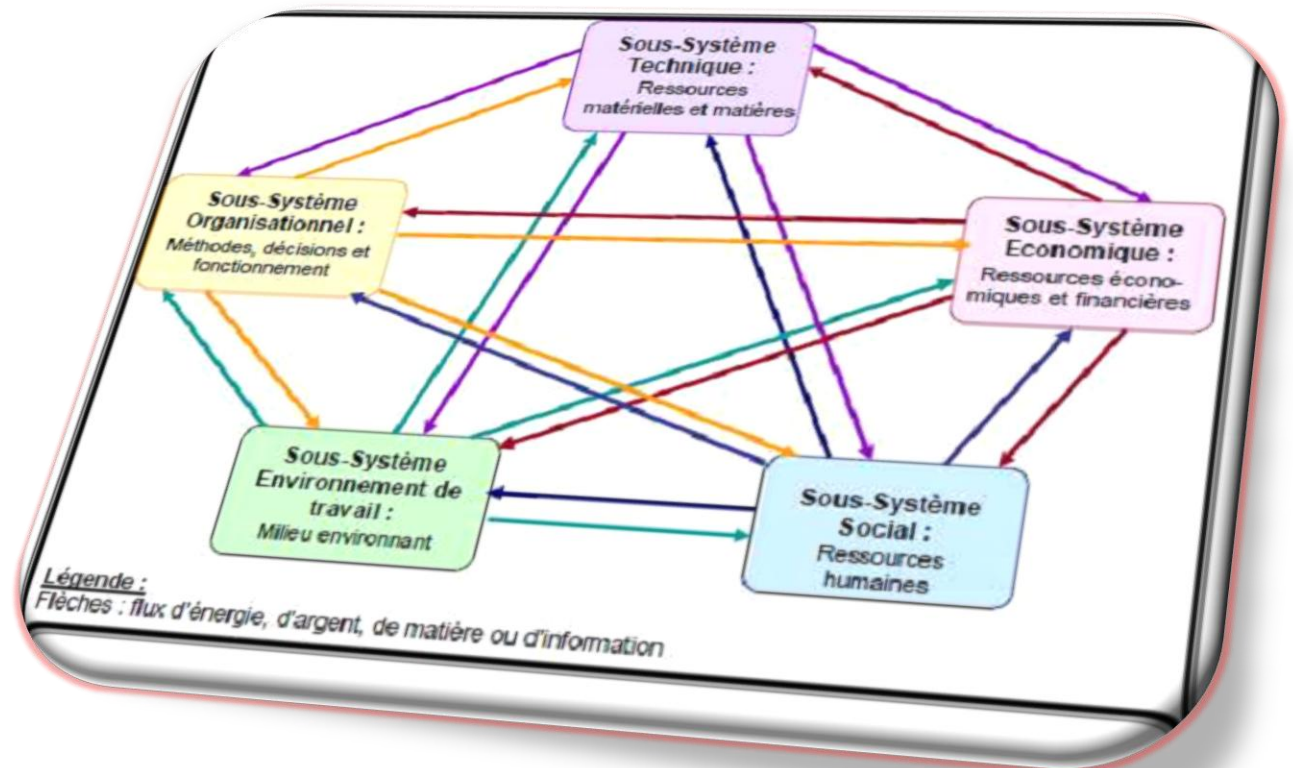 Sous-Système
Technique :
Ressources
matérielles et matières
Sous-Système
Organisationnel :
Méthodes, décisions et
fonctionnement
Sous-Système
Economique :
Ressources écono-
miques et financières
Sous-Système
Environnement de
travail :
Milieu environnant
Sous-Système
Social :
Ressources
humaines
Légende :
Flèches : flux d'énergie, d'argent, de matière ou d'information